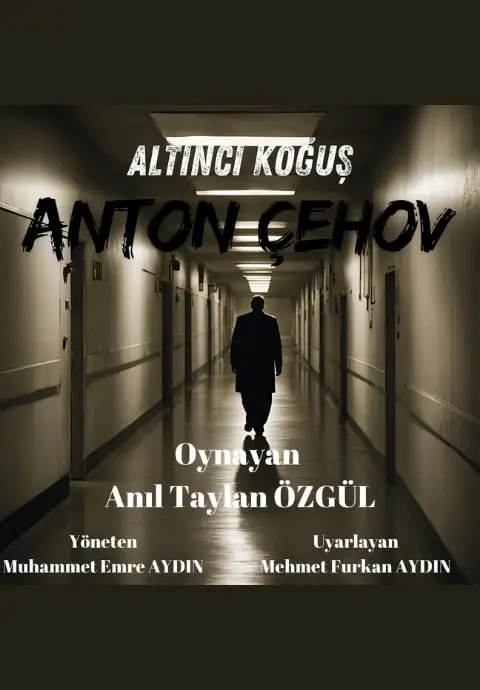 ALTINCI KOĞUŞ
ANTON ÇEHOV
Oynayan
Anıl Taylan ÖZGÜL
Yöneten
Muhammet Emre AYDIN
Uyarlayan
Mehmet Furkan AYDIN